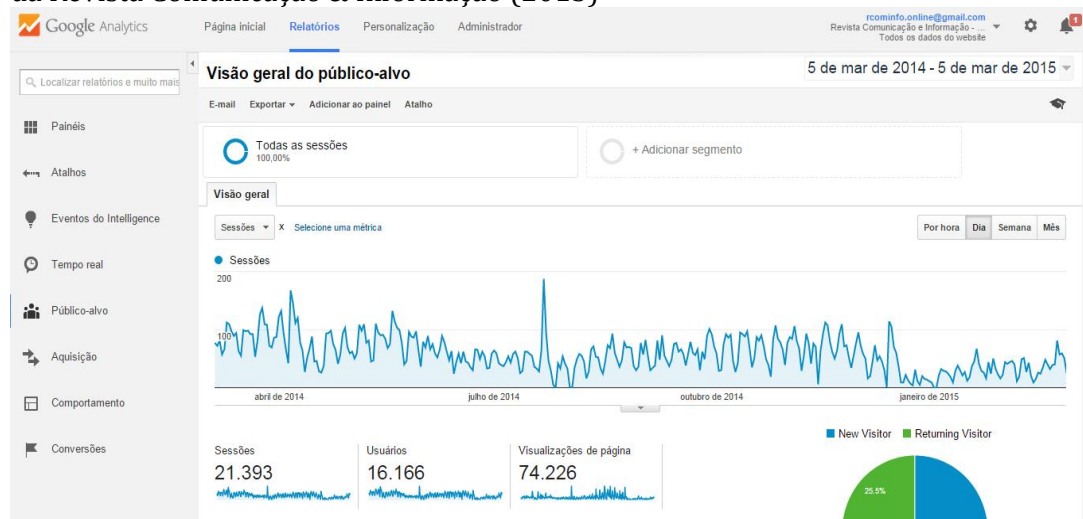 da Revista Comunicação & Informação (2015)
Google Analytics
Página inicial Relatórios Personalização Administrador
rcominfo.online@gmail.com
Revista Comunicação e Informação - ...
Todos os dados do website
1
Localizar relatórios e muito mais
Painéis
Atalhos
Eventos do Intelligence
Tempo real
Público-alvo
Aquisição
Comportamento
Conversões
Visão geral do público-alvo
5 de mar de 2014 - 5 de mar de 2015
E-mail Exportar Adicionar ao painel Atalho
Todas as sessões
100,00%
+ Adicionar segmento
Visão geral
Sessões X Selecione uma métrica
Por hora Dia Semana Mês
Sessões
200
100
abril de 2014 julho de 2014 outubro de 2014 janeiro de 2015
New Visitor Returning Visitor
Sessões
21.393
Usuários
16.166
Visualizações de página
74.226
25.5%